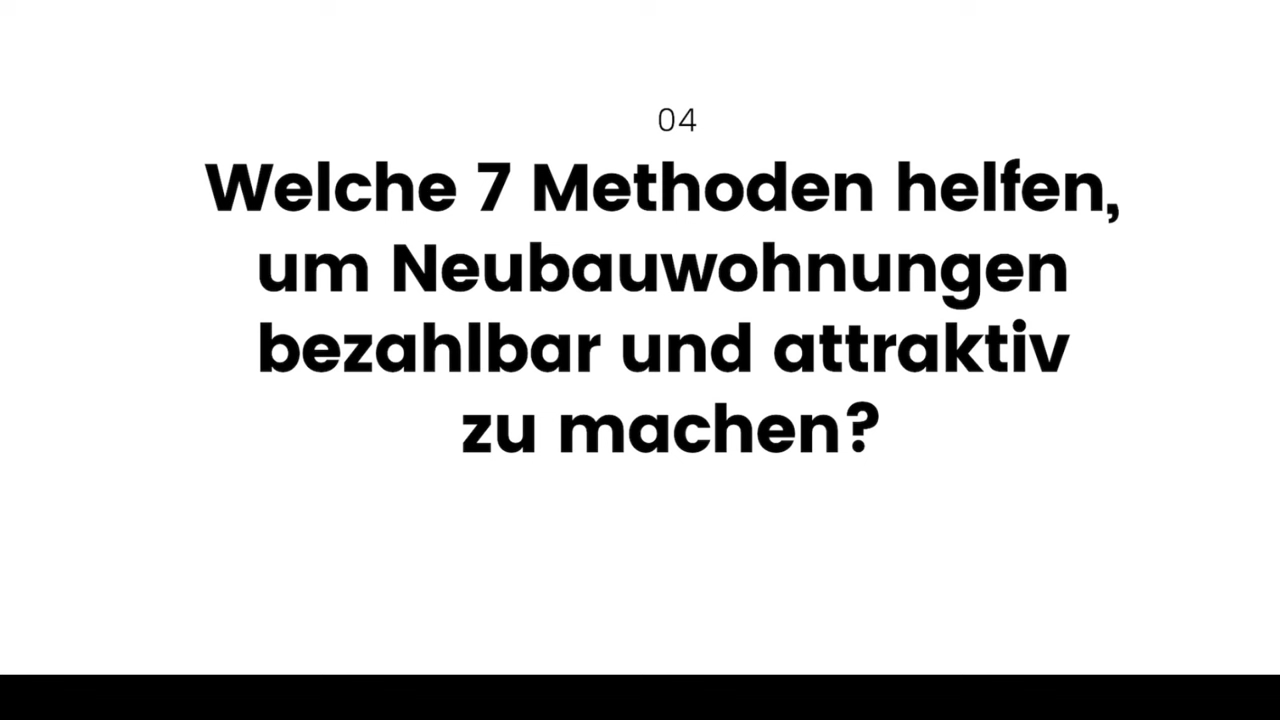 04
Welche 7 Methoden helfen,
um Neubauwohnungen
bezahlbar und attraktiv
zu machen?